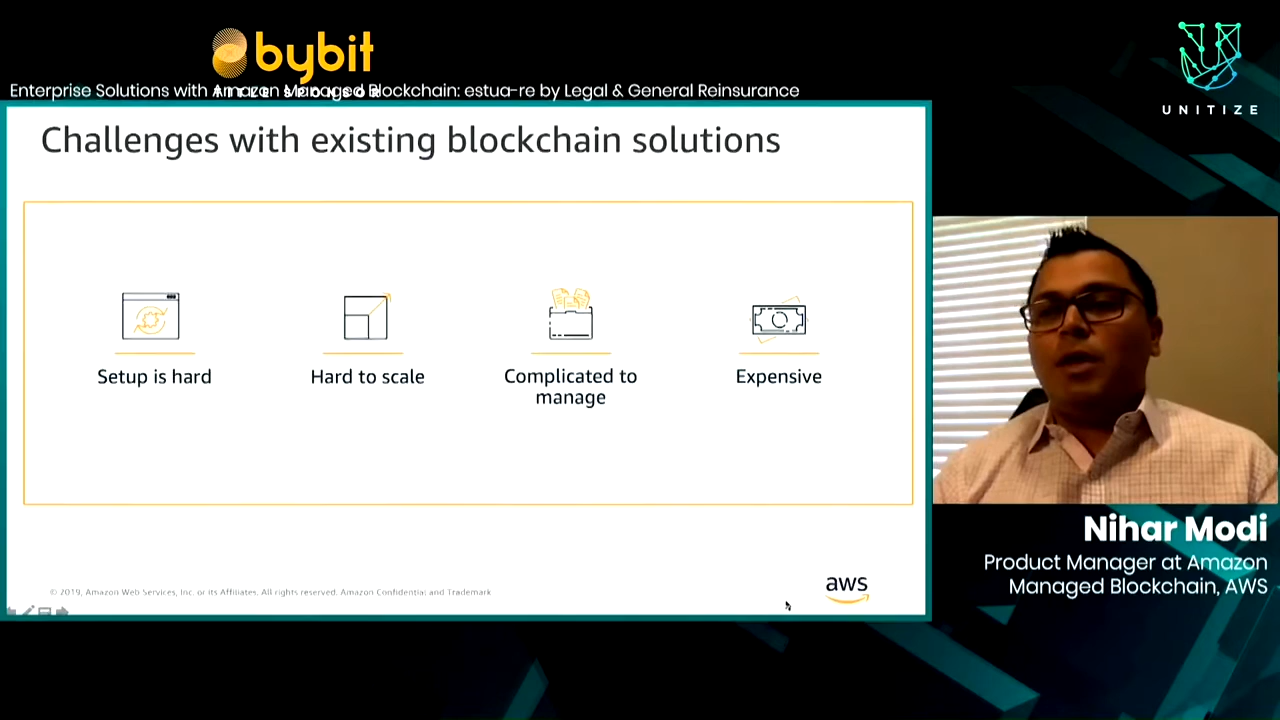 bybit
TITLE SPONSOR
Enterprise Solutions with Amazon Managed Blockchain: estua-re by Legal & General Reinsurance
UNITIZE
Challenges with existing blockchain solutions
Setup is hard
Hard to scale
Complicated to
manage
Expensive
© 2019, Amazon Web Services, Inc. or its Affiliates. All rights reserved. Amazon Confidential and Trademark
aws
Nihar Modi
Product Manager at Amazon
Managed Blockchain, AWS